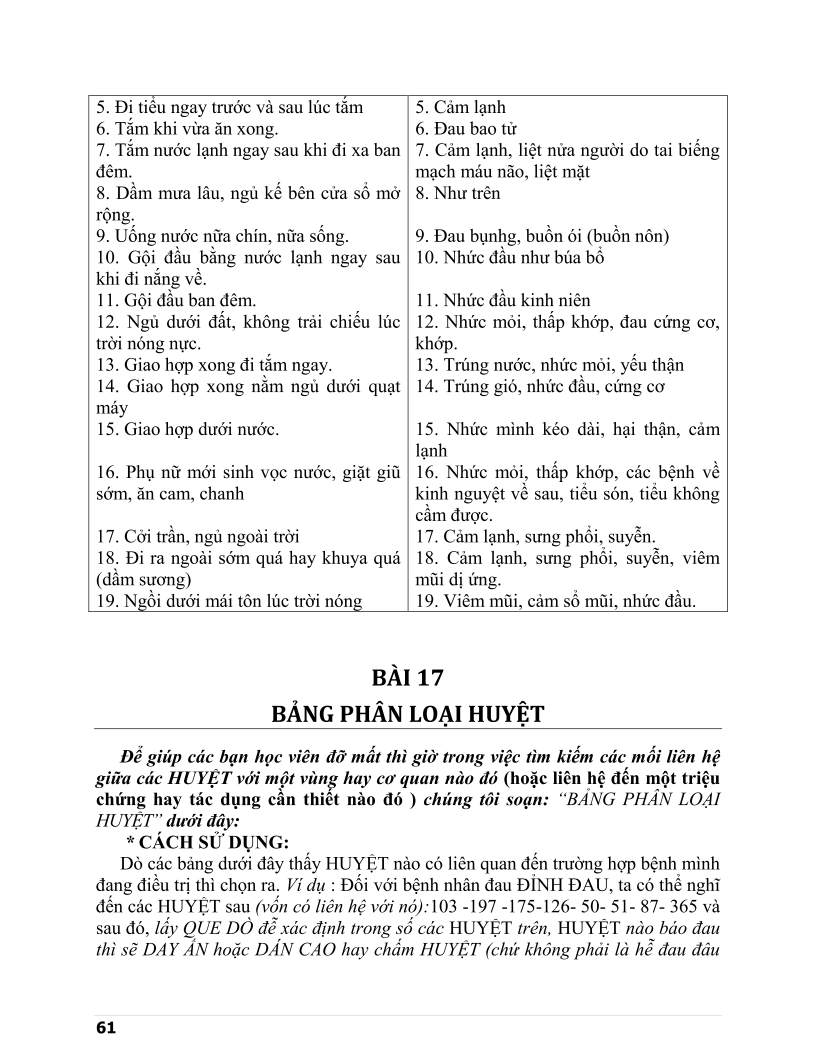 5. Đi tiểu ngay trước và sau lúc tắm
6. Tắm khi vừa ăn xong.
7. Tắm nước lạnh ngay sau khi đi xa ban
đêm.
8. Dầm mưa lâu, ngủ kế bên cửa sổ mở
rộng.
9. Uống nước nữa chín, nữa sống.
10. Gội đầu bằng nước lạnh ngay sau
khi đi nắng về.
11. Gội đầu ban đêm.
12. Ngủ dưới đất, không trải chiếu lúc
trời nóng nực.
13. Giao hợp xong đi tắm ngay.
14. Giao hợp xong nằm ngủ dưới quạt
máy
15. Giao hợp dưới nước.
16. Phụ nữ mới sinh vọc nước, giặt giũ
sớm, ăn cam, chanh
17. Cởi trần, ngủ ngoài trời
18. Đi ra ngoài sớm quá hay khuya quá
(dầm sương)
19. Ngồi dưới mái tôn lúc trời nóng
5. Cảm lạnh
6. Đau bao tử
7. Cảm lạnh, liệt nửa người do tai biếng
mạch máu não, liệt mặt
8. Như trên
9. Đau bụnhg, buồn ói (buồn nôn)
10. Nhức đầu như búa bổ
11. Nhức đầu kinh niên
12. Nhức mỏi, thấp khớp, đau cứng cơ,
khớp.
13. Trúng nước, nhức mỏi, yếu thận
14. Trúng gió, nhức đầu, cứng cơ
15. Nhức mình kéo dài, hại thận, cảm
lạnh
16. Nhức mỏi, thấp khớp, các bệnh về
kinh nguyệt về sau, tiểu són, tiểu không
cầm được.
17. Cảm lạnh, sưng phổi, suyễn.
18. Cảm lạnh, sưng phổi, suyễn, viêm
mũi dị ứng.
19. Viêm mũi, cảm sổ mũi, nhức đầu.
BÀI 17
BẢNG PHÂN LOẠI HUYỆT
Để giúp các bạn học viên đỡ mất thì giờ trong việc tìm kiếm các mối liên hệ
giữa các HUYỆT với một vùng hay cơ quan nào đó (hoặc liên hệ đến một triệu
chứng hay tác dụng cần thiết nào đó ) chúng tôi soạn: “BẢNG PHÂN LOẠI
HUYỆT” dưới đây:
* CÁCH SỬ DỤNG:
Dò các bảng dưới đây thấy HUYỆT nào có liên quan đến trường hợp bệnh mình
đang điều trị thì chọn ra. Ví dụ : Đối với bệnh nhân đau ĐỈNH ĐAU, ta có thể nghĩ
đến các HUYỆT sau (vốn có liên hệ với nó):103 -197 -175-126- 50- 51- 87- 365 và
sau đó, lấy QUE DÒ để xác định trong số các HUYỆT trên, HUYỆT nào báo đau
thì sẽ DAY ẤN hoặc DÁN CAO hay chấm HUYỆT (chứ không phải là hễ đau đâu
61